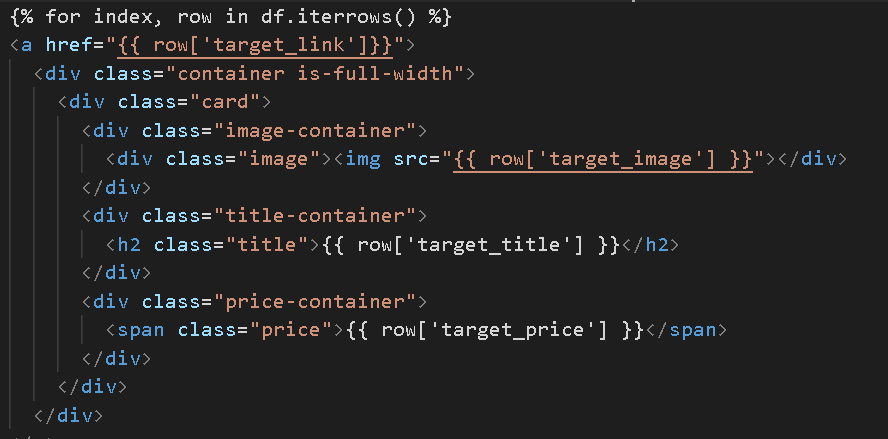 {% for index, row in df.iterrows() %}
<a href="{{ row['target_link']}}">
  <div class="container is-full-width">
    <div class="card">
      <div class="image-container">
        <div class="image"><img src="{{ row['target_image'] }}"></div>
      </div>
      <div class="title-container">
        <h2 class="title">{{ row['target_title'] }}</h2>
      </div>
      <div class="price-container">
        <span class="price">{{ row['target_price'] }}</span>
      </div>
    </div>
  </div>